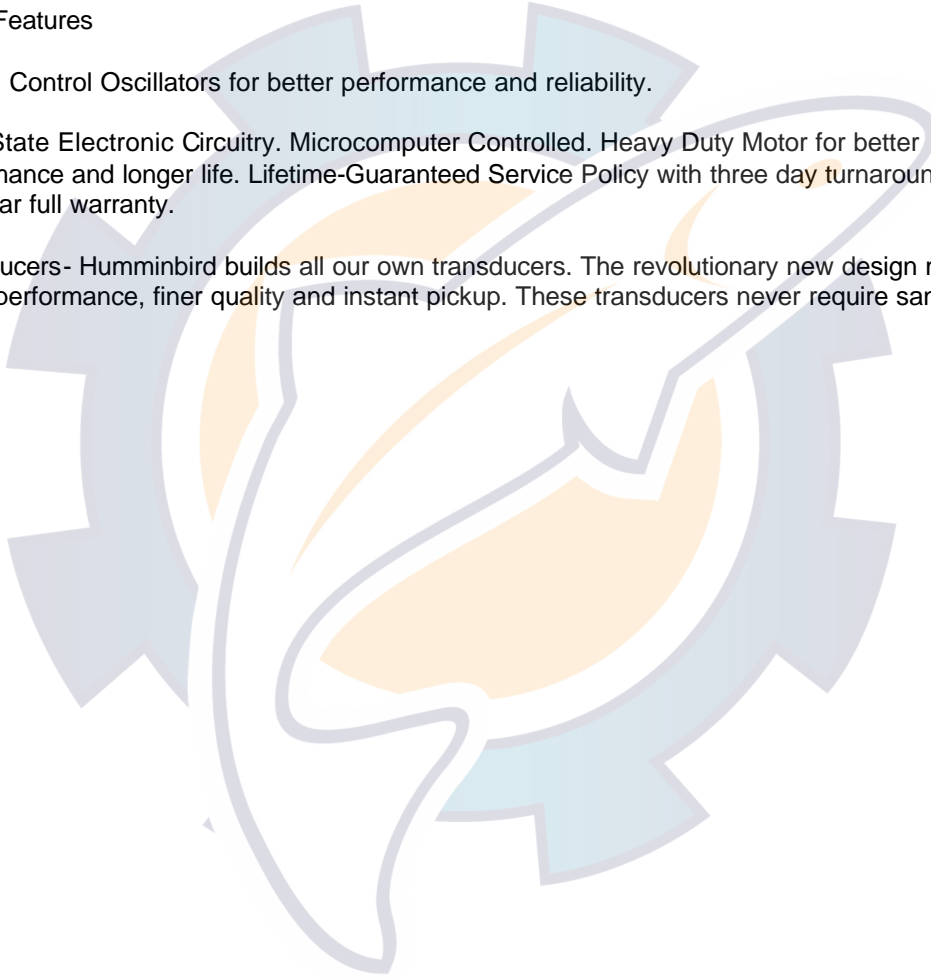 Features
Control Oscillators for better performance and reliability.
State Electronic Circuitry. Microcomputer Controlled. Heavy Duty Motor for better
mance and longer life. Lifetime-Guaranteed Service Policy with three day turnaroun
ar full warranty.
ucers- Humminbird builds all our own transducers. The revolutionary new design r
performance, finer quality and instant pickup. These transducers never require san